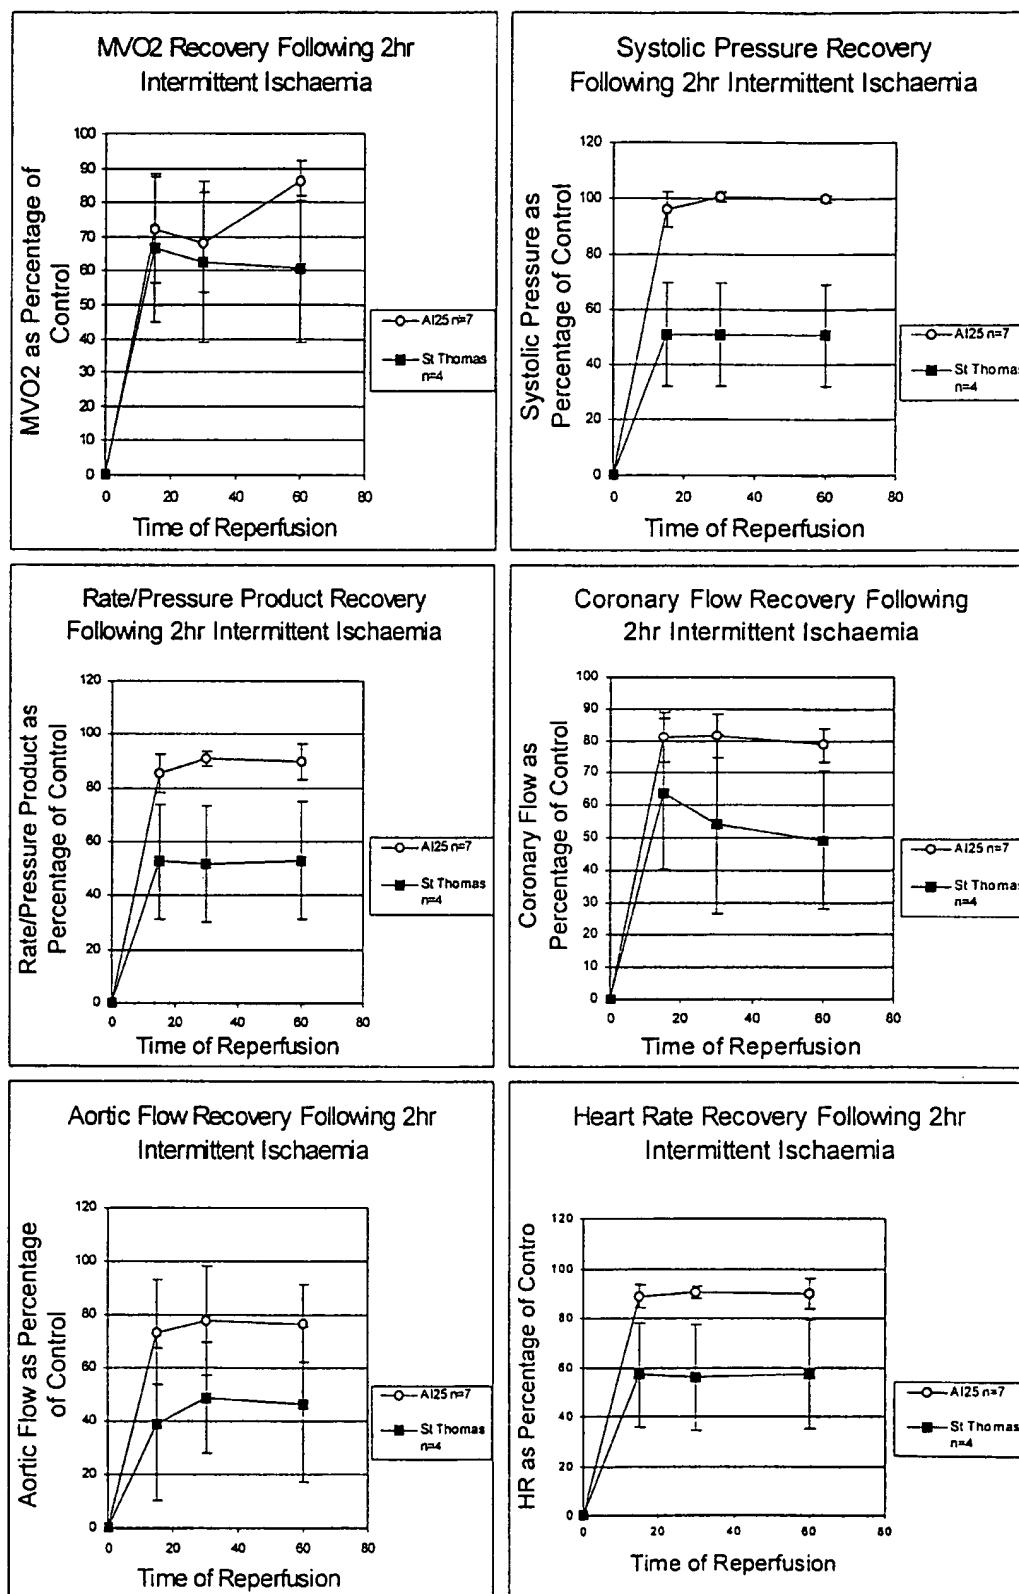 MVO2 Recovery Following 2hr
Intermittent Ischaemia
MVO2 as Percentage of
Control
100
90
80
70
60
50
40
30
20
10
0
0 20 40 60 80
Time of Reperfusion
AI25 n=7
St Thomas
n=4
Systolic Pressure Recovery
Following 2hr Intermittent Ischaemia
Systolic Pressure as
Percentage of Control
120
100
80
60
40
20
0
0 20 40 60 80
Time of Reperfusion
AI25 n=7
St Thomas
n=4
Rate/Pressure Product Recovery
Following 2hr Intermittent Ischaemia
Rate/Pressure Product as
Percentage of Control
120
100
80
60
40
20
0
0 20 40 60 80
Time of Reperfusion
AI25 n=7
St Thomas
n=4
Coronary Flow Recovery Following
2hr Intermittent Ischaemia
Coronary Flow as
Percentage of Control
100
90
80
70
60
50
40
30
20
10
0
0 20 40 60 80
Time of Reperfusion
AI25 n=7
St Thomas
n=4
Aortic Flow Recovery Following 2hr
Intermittent Ischaemia
Aortic Flow as Percentage
of Control
120
100
80
60
40
20
0
0 20 40 60 80
Time of Reperfusion
AI25 n=7
St Thomas
n=4
Heart Rate Recovery Following 2hr
Intermittent Ischaemia
HR as Percentage of Contro
120
100
80
60
40
20
0
0 20 40 60 80
Time of Reperfusion
AI25 n=7
St Thomas
n=4